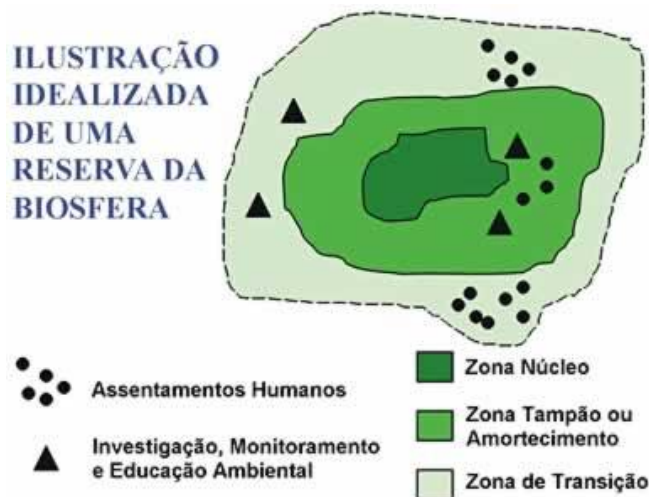 ILUSTRAÇÃO
IDEALIZADA
DE UMA
RESERVA DA
BIOSFERA
Assentamentos Humanos
Investigação, Monitoramento
e Educação Ambiental
Zona Núcleo
Zona Tampão ou
Amortecimento
Zona de Transição